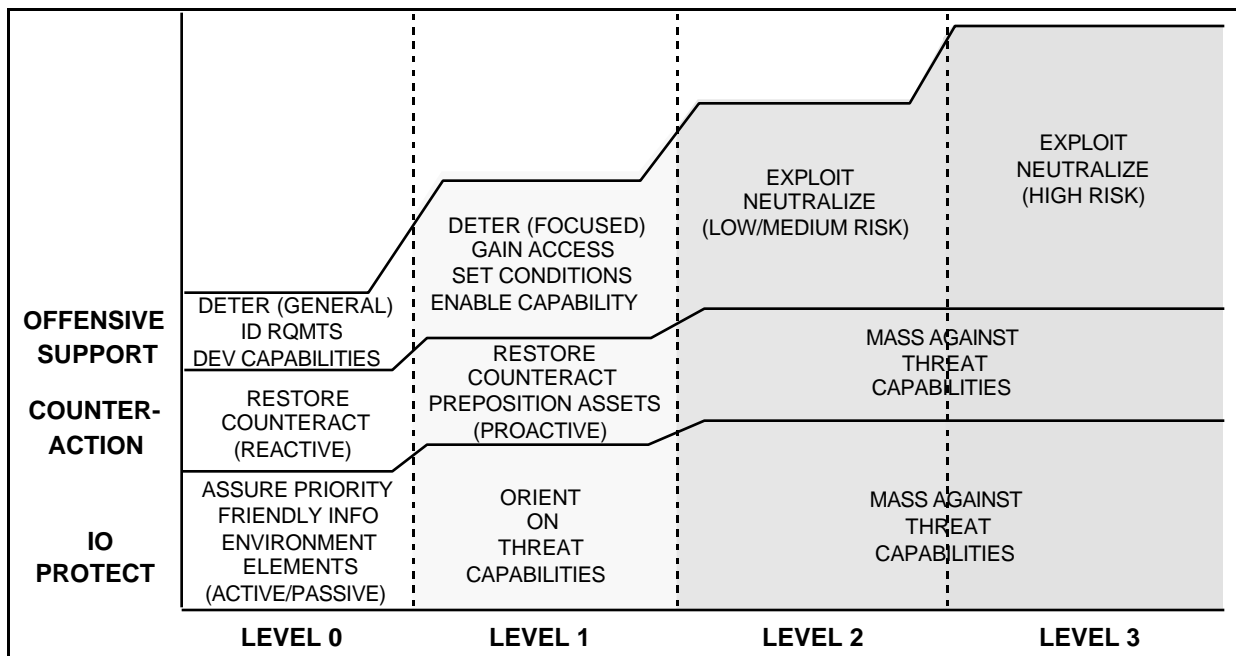 EXPLOIT
NEUTRALIZE
(HIGH RISK)
EXPLOIT
NEUTRALIZE
(LOW/MEDIUM RISK)
DETER (FOCUSED)
GAIN ACCESS
SET CONDITIONS
ENABLE CAPABILITY
OFFENSIVE
SUPPORT
DETER (GENERAL)
ID RQMTS
DEV CAPABILITIES
MASS AGAINST
THREAT
CAPABILITIES
COUNTER-
ACTION
RESTORE
COUNTERACT
(REACTIVE)
RESTORE
COUNTERACT
PREPOSITION ASSETS
(PROACTIVE)
IO
PROTECT
ASSURE PRIORITY
FRIENDLY INFO
ENVIRONMENT
ELEMENTS
(ACTIVE/PASSIVE)
ORIENT
ON
THREAT
CAPABILITIES
MASS AGAINST
THREAT
CAPABILITIES
LEVEL 0
LEVEL 1
LEVEL 2
LEVEL 3